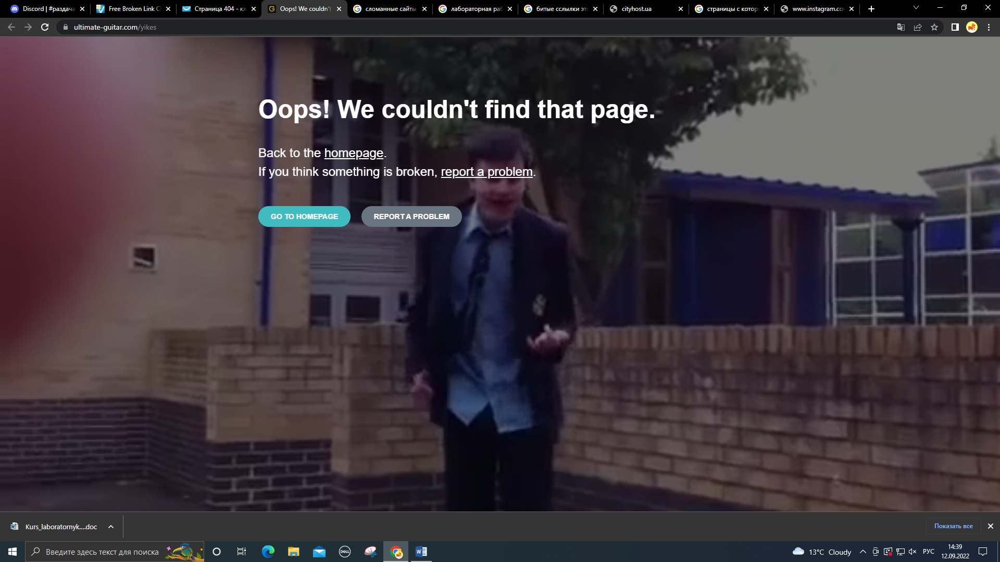 Discord | #раздача
Free Broken Link C
Страница 404 - кл
Oops! We couldn't
сломанные сайты
лабораторная раб
битые сслыки это
cityhost.ua
страницы с котор
www.instagram.co
ultimate-guitar.com/yikes
Oops! We couldn't find that page.
Back to the homepage.
If you think something is broken, report a problem.
GO TO HOMEPAGE
REPORT A PROBLEM
Kurs_laboratornyk....doc
Показать все
Введите здесь текст для поиска
DELL
13°C Cloudy
РУС
14:39
12.09.2022